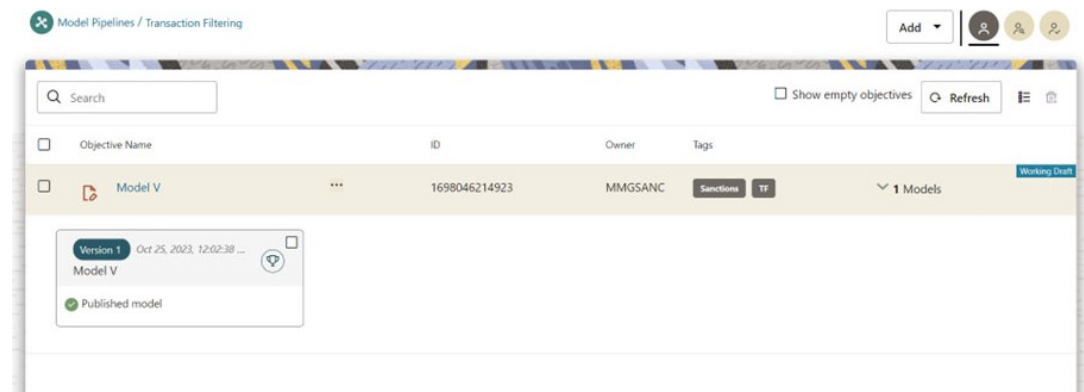 Model Pipelines / Transaction Filtering
Add
Search
Show empty objectives
Refresh
Objective Name ID Owner Tags
Working Draft
Model V ... 1698046214923 MMGSANC Sanctions TF 1 Models
Version 1 Oct 25, 2023, 12:02:38 ...
Model V
Published model